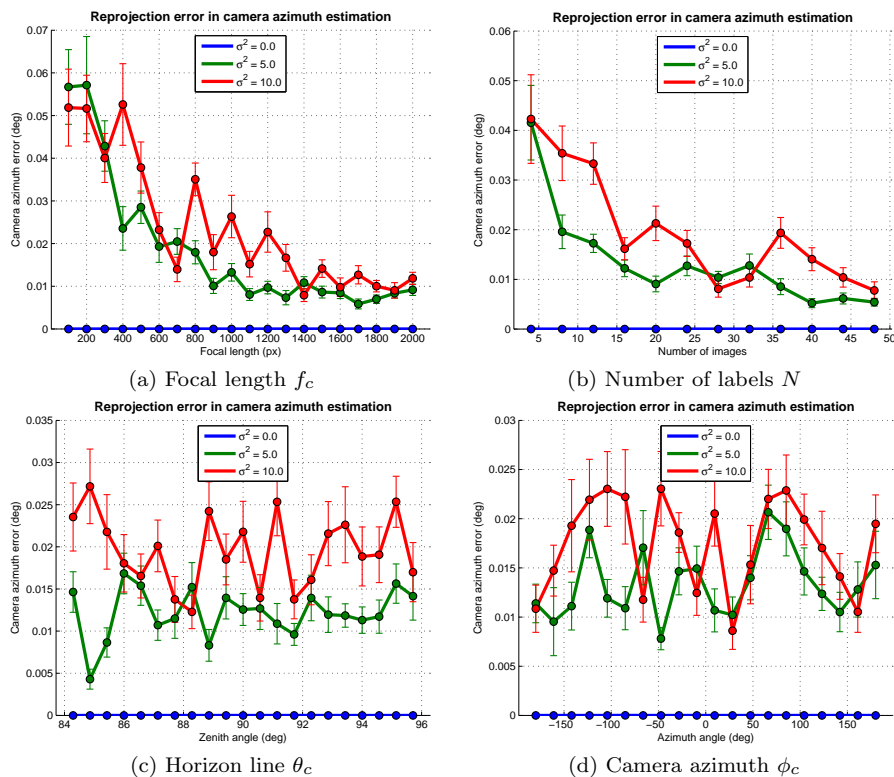 Reprojection error in camera azimuth estimation
Camera azimuth error (deg)
0.07
0.06
0.05
0.04
0.03
0.02
0.01
0
σ² = 0.0
σ² = 5.0
σ² = 10.0
200 400 600 800 1000 1200 1400 1600 1800 2000
Focal length (px)
(a) Focal length f_c
Reprojection error in camera azimuth estimation
Camera azimuth error (deg)
0.06
0.05
0.04
0.03
0.02
0.01
0
σ² = 0.0
σ² = 5.0
σ² = 10.0
5 10 15 20 25 30 35 40 45 50
Number of images
(b) Number of labels N
Reprojection error in camera azimuth estimation
Camera azimuth error (deg)
0.035
0.03
0.025
0.02
0.015
0.01
0.005
0
σ² = 0.0
σ² = 5.0
σ² = 10.0
84 86 88 90 92 94 96
Zenith angle (deg)
(c) Horizon line θ_c
Reprojection error in camera azimuth estimation
Camera azimuth error (deg)
0.03
0.025
0.02
0.015
0.01
0.005
0
σ² = 0.0
σ² = 5.0
σ² = 10.0
−150 −100 −50 0 50 100 150
Azimuth angle (deg)
(d) Camera azimuth ϕ_c